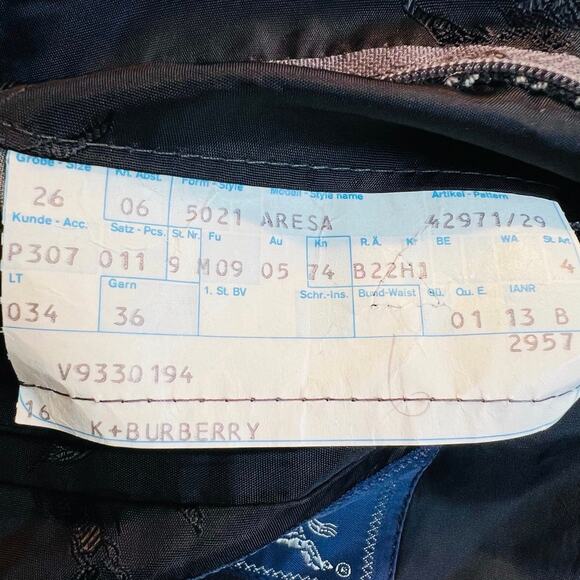 Größe - Size Krl. Abst. Form - Style Modell - Style name Artikel - Pattern
26 06 5021 ARESA 42971/29
Kunde - Acc. Satz - Pcs. St. Nr. Fu Au Kn R.Ä. K BE WA St. Art.
P307 011 9 M09 05 74 B22H1 4
LT Garn 1. St. BV Schr.-Ins. Bund-Waist Qu. E. IANR
034 36 01 13 B
2957
V9330194
16 K+BURBERRY
6
®